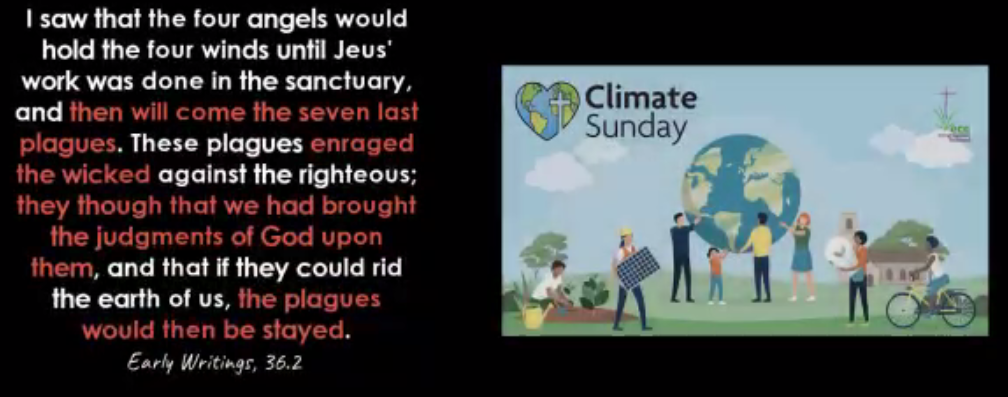 I saw that the four angels would
hold the four winds until Jeus'
work was done in the sanctuary,
and then will come the seven last
plagues. These plagues enraged
the wicked against the righteous;
they though that we had brought
the judgments of God upon
them, and that if they could rid
the earth of us, the plagues
would then be stayed.
Early Writings, 36.2
Climate
Sunday